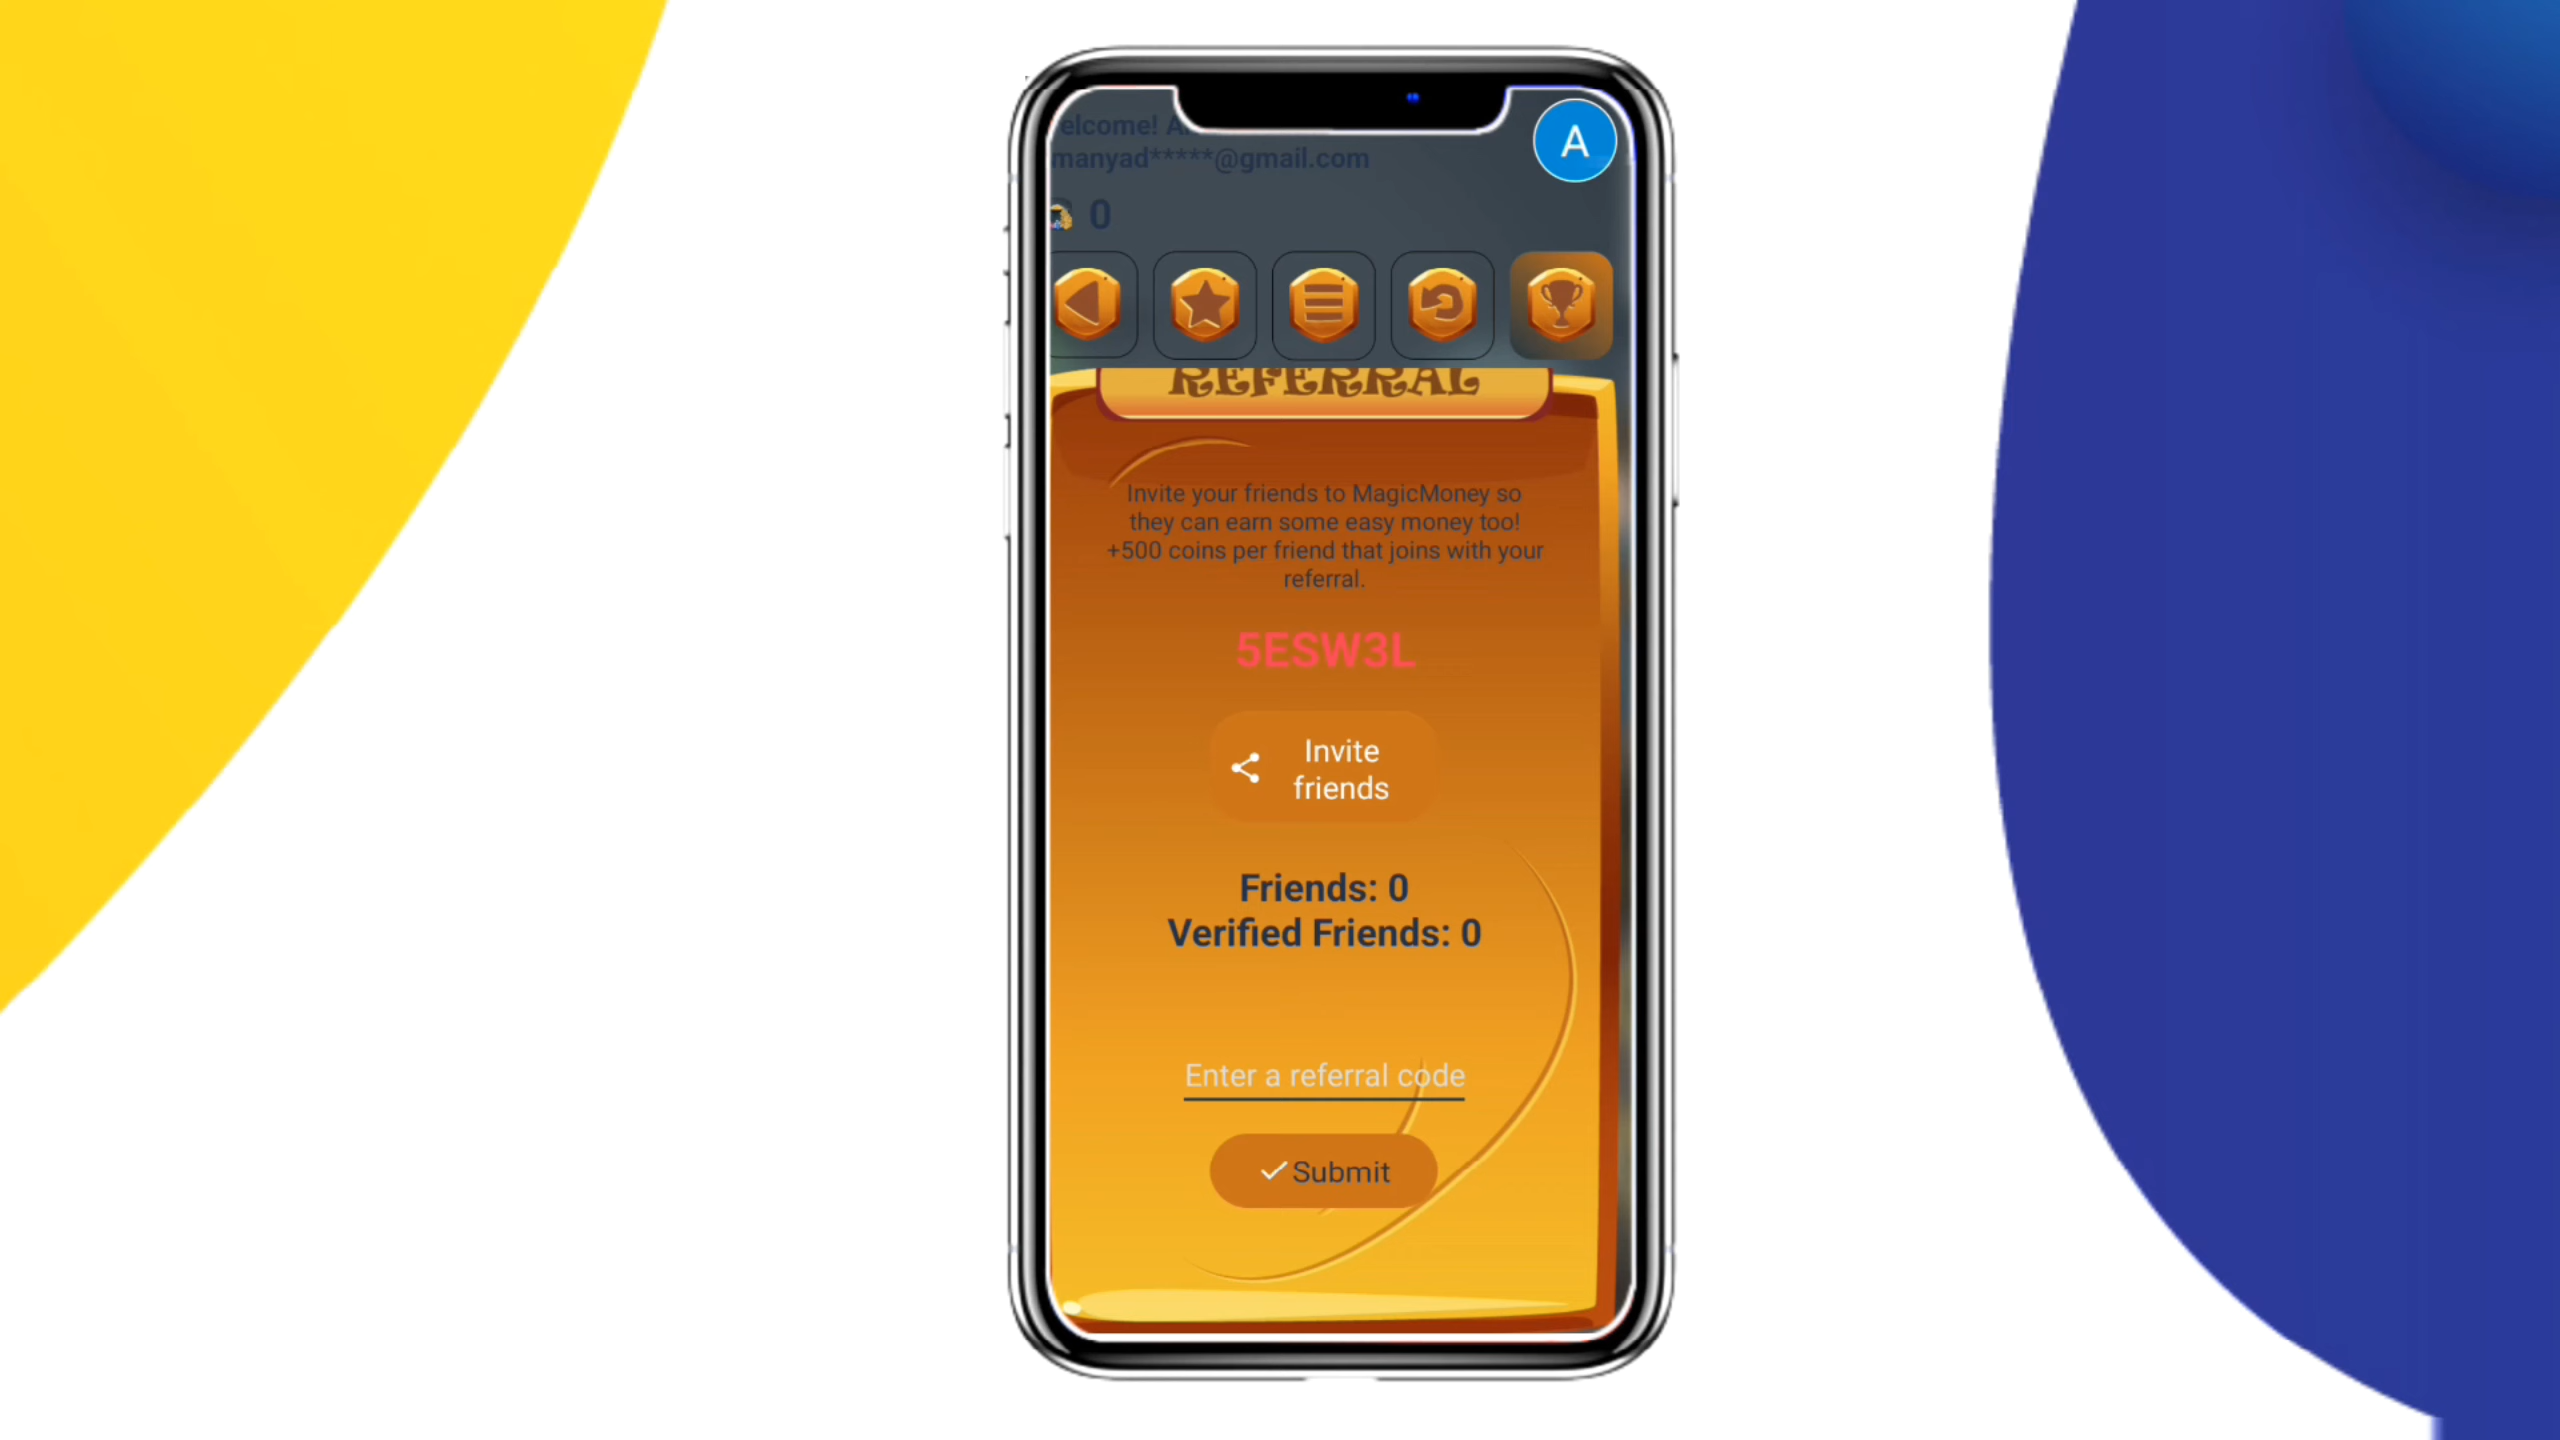 elcome!
manyad*****@gmail.com
A
0
REFERRAL
Invite your friends to MagicMoney so
they can earn some easy money too!
+500 coins per friend that joins with your
referral.
5ESW3L
Invite
friends
Friends: 0
Verified Friends: 0
Enter a referral code
Submit